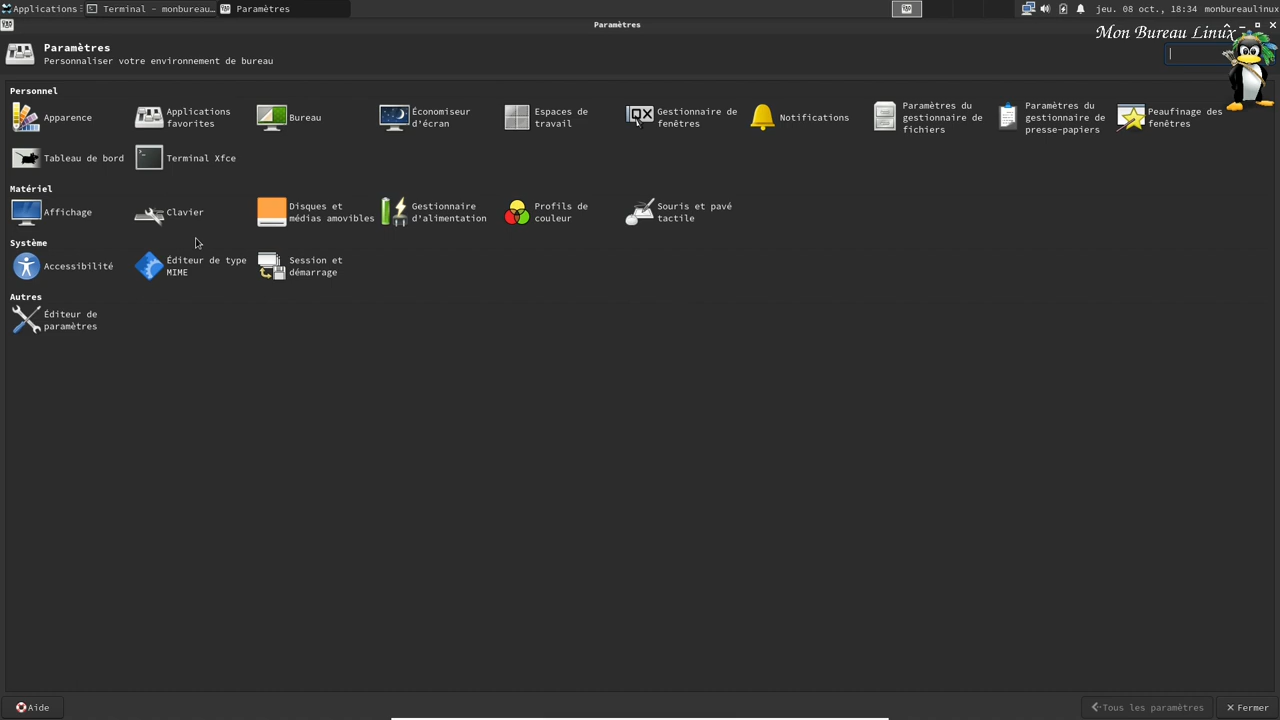 Applications
Terminal - monbureau...
Paramètres
jeu. 08 oct., 18:34
monbureaulinux
Paramètres
Mon Bureau Linux
Paramètres
Personnaliser votre environnement de bureau
Personnel
Apparence
Applications
favorites
Bureau
Économiseur
d'écran
Espaces de
travail
Gestionnaire de
fenêtres
Notifications
Paramètres du
gestionnaire de
fichiers
Paramètres du
gestionnaire de
presse-papiers
Peaufinage des
fenêtres
Tableau de bord
Terminal Xfce
Matériel
Affichage
Clavier
Disques et
médias amovibles
Gestionnaire
d'alimentation
Profils de
couleur
Souris et pavé
tactile
Système
Accessibilité
Éditeur de type
MIME
Session et
démarrage
Autres
Éditeur de
paramètres
Aide
Tous les paramètres
Fermer